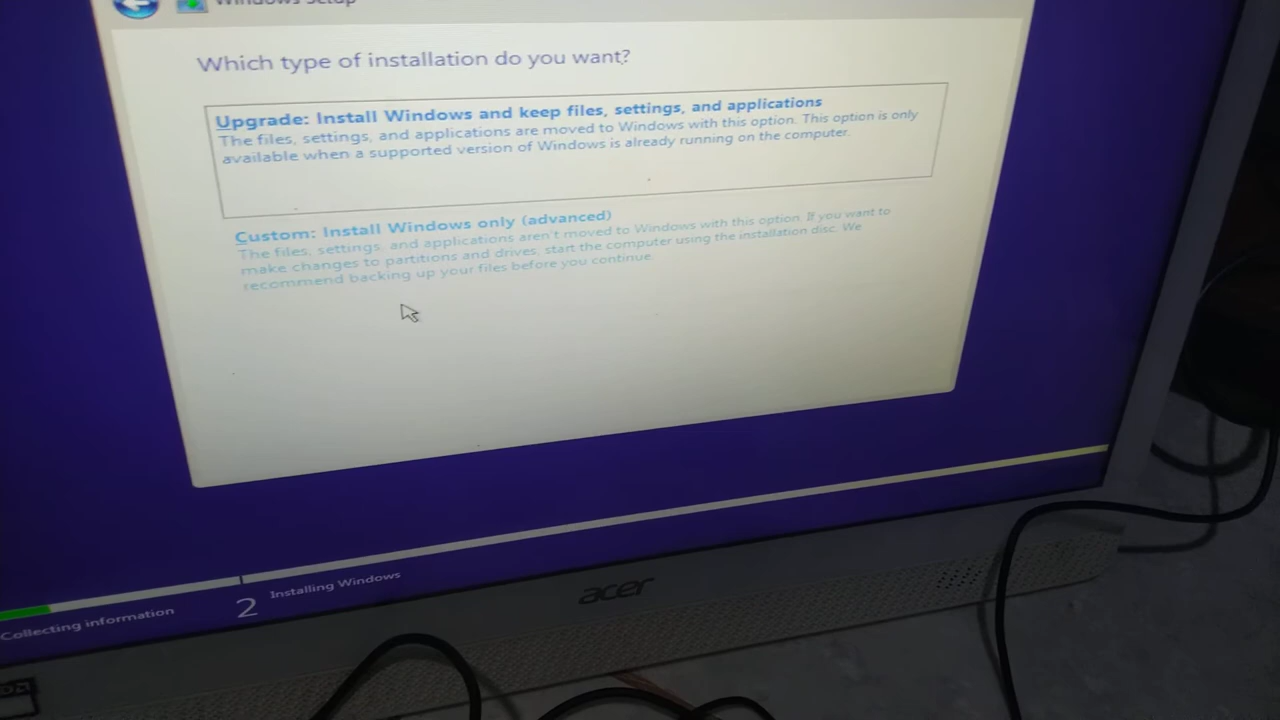 Windows Setup
Which type of installation do you want?
Upgrade: Install Windows and keep files, settings, and applications
The files, settings, and applications are moved to Windows with this option. This option is only
available when a supported version of Windows is already running on the computer.
Custom: Install Windows only (advanced)
The files, settings, and applications aren't moved to Windows with this option. If you want to
make changes to partitions and drives, start the computer using the installation disc. We
recommend backing up your files before you continue.
Collecting information
2
Installing Windows
acer